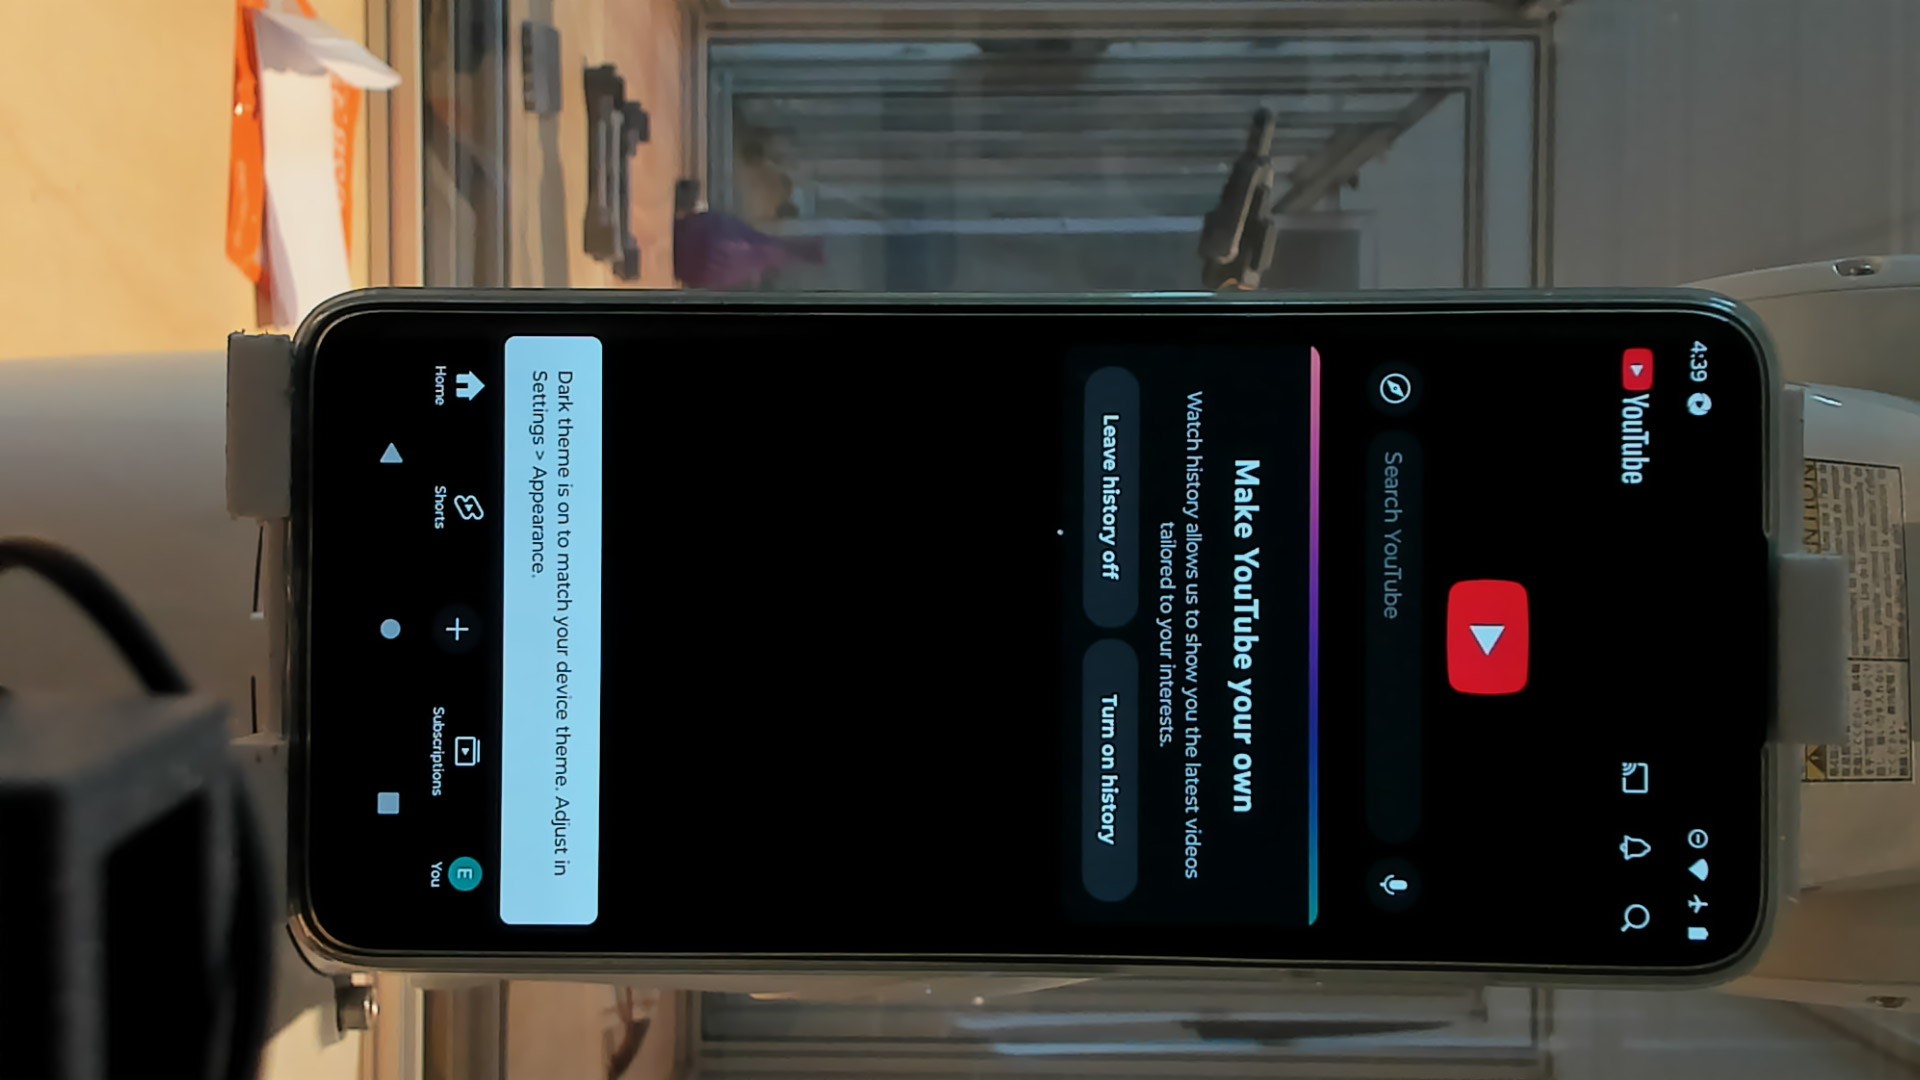 4:39
YouTube
Search YouTube
Make YouTube your own
Watch history allows us to show you the latest videos
tailored to your interests.
Leave history off
Turn on history
Dark theme is on to match your device theme. Adjust in
Settings > Appearance.
Home
Shorts
Subscriptions
E
You